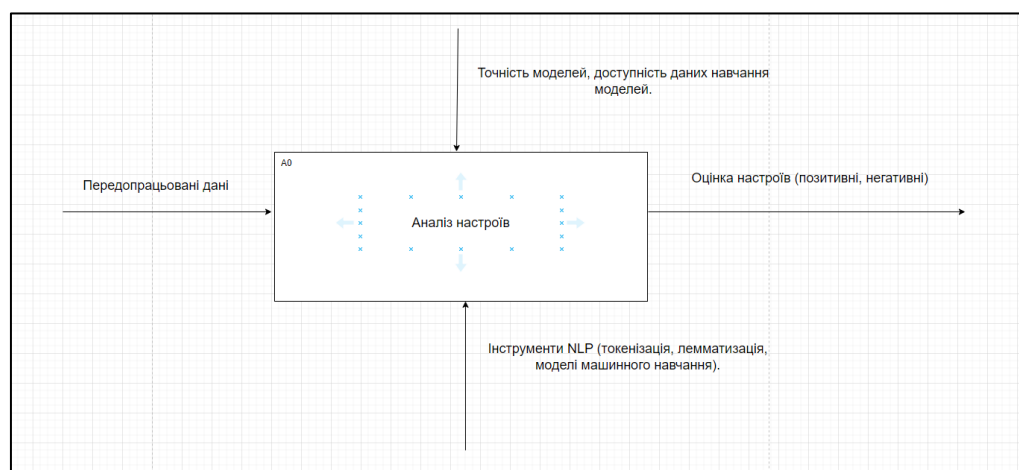 Точність моделей, доступність даних навчання
моделей.
A0
Передопрацьовані дані
Оцінка настроїв (позитивні, негативні)
Аналіз настроїв
Інструменти NLP (токенізація, лемматизація,
моделі машинного навчання).